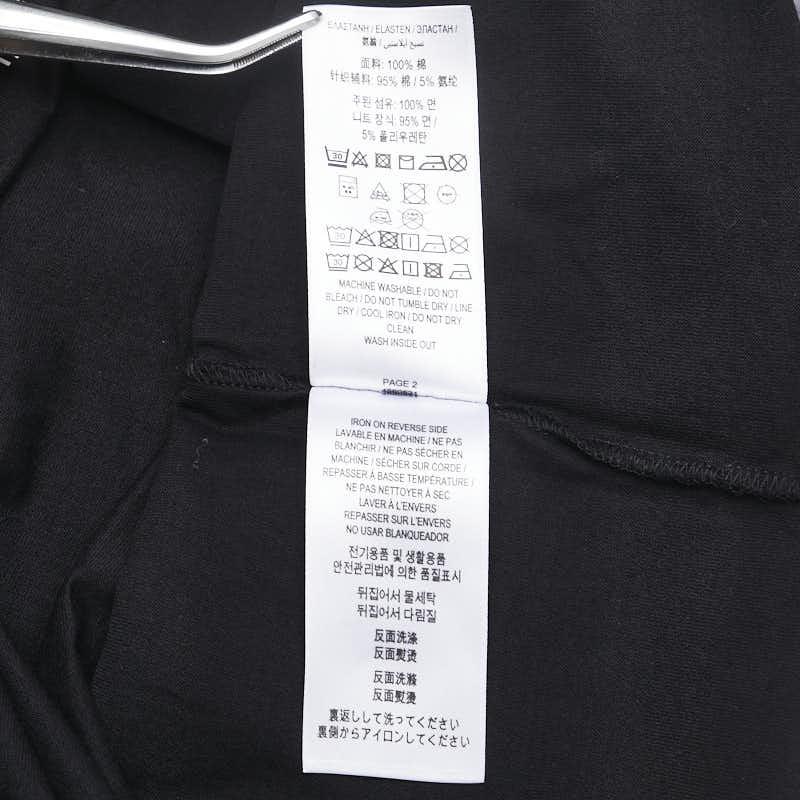 ΕΛΑΣΤΑΝΗ / ELASTEN / ЭЛАСТАН /
面料: 100% 棉
针织辅料: 95% 棉 / 5% 氨纶
주원 섬유: 100% 면
니트 장식: 95% 면 /
5% 폴리우레탄
30
30
30
MACHINE WASHABLE / DO NOT
BLEACH / DO NOT TUMBLE DRY / LINE
DRY / COOL IRON / DO NOT DRY
CLEAN
WASH INSIDE OUT
PAGE 2
IRON ON REVERSE SIDE
LAVABLE EN MACHINE / NE PAS
BLANCHIR / NE PAS SÉCHER EN
MACHINE / SÉCHER SUR CORDE /
REPASSER À BASSE TEMPÉRATURE /
NE PAS NETTOYER À SEC
LAVER À L'ENVERS
REPASSER SUR L'ENVERS
NO USAR BLANQUEADOR
전기용품 및 생활용품
안전관리법에 의한 품질표시
뒤집어서 물세탁
뒤집어서 다림질
反面洗涤
反面熨烫
反面洗滌
反面熨燙
裏返しして洗ってください
裏側からアイロンしてください